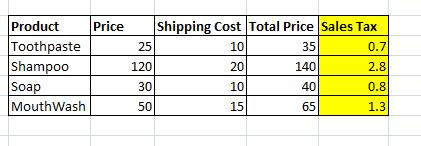 Product Price Shipping Cost Total Price Sales Tax
Toothpaste 25 10 35 0.7
Shampoo 120 20 140 2.8
Soap 30 10 40 0.8
MouthWash 50 15 65 1.3